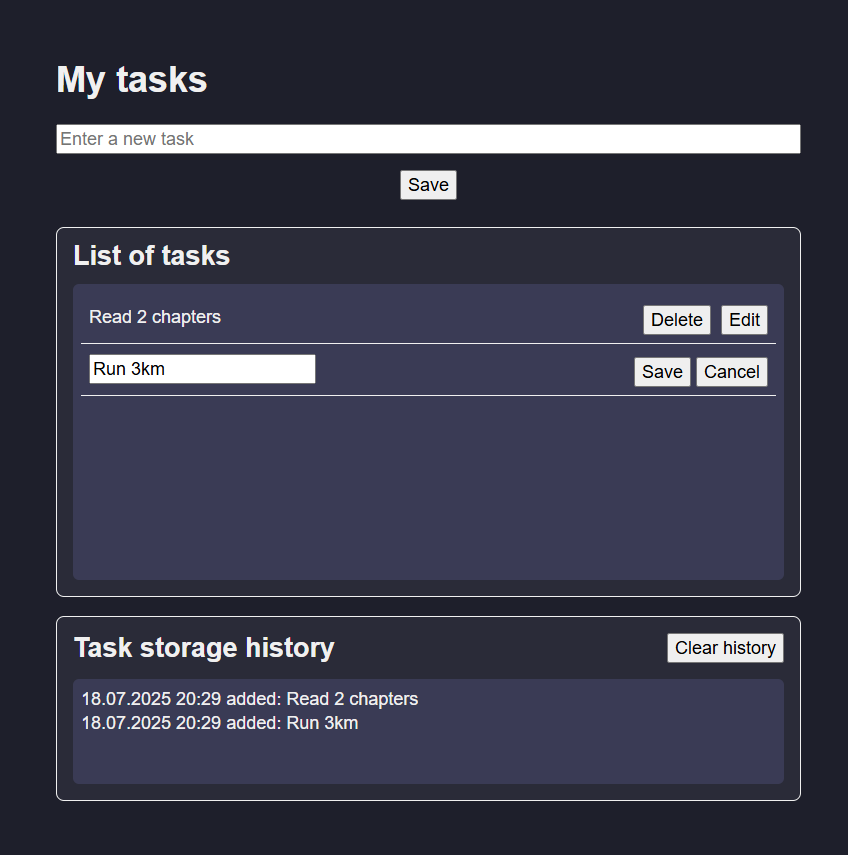 My tasks
Enter a new task
Save
List of tasks
Read 2 chapters Delete Edit
Run 3km Save Cancel
Task storage history Clear history
18.07.2025 20:29 added: Read 2 chapters
18.07.2025 20:29 added: Run 3km